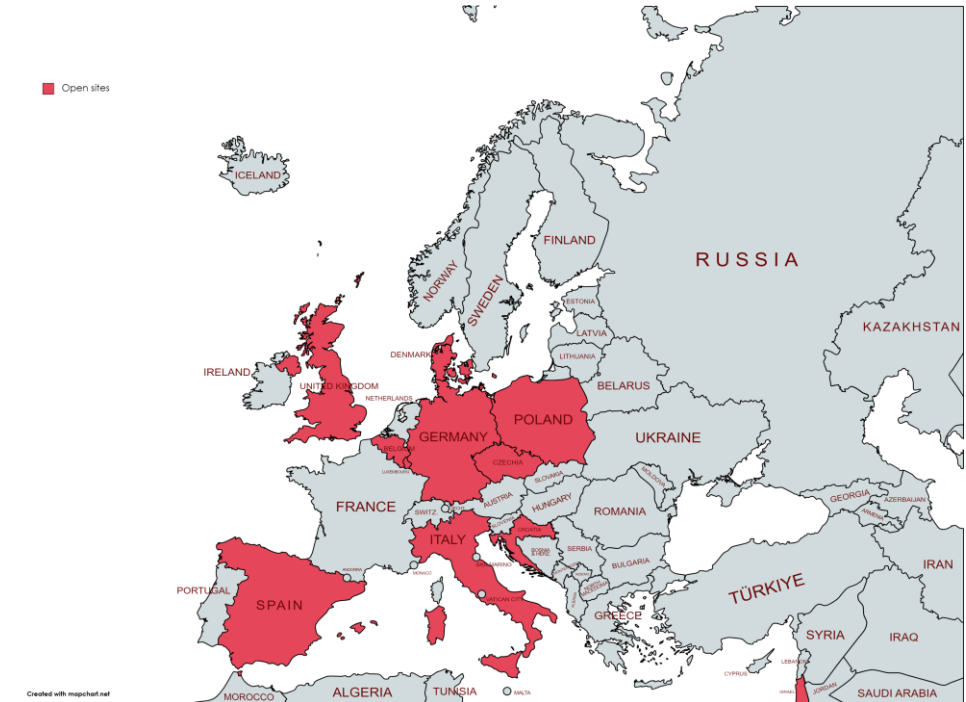 Open sites
ICELAND
FINLAND
NORWAY
SWEDEN
RUSSIA
ESTONIA
LATVIA
LITHUANIA
KAZAKHSTAN
DENMARK
IRELAND
UNITED KINGDOM
NETHERLANDS
BELARUS
POLAND
GERMANY
UKRAINE
BELGIUM
LUXEMBOURG
CZECHIA
SLOVAKIA
MOLDOVA
FRANCE
SWITZ.
AUSTRIA
HUNGARY
ROMANIA
GEORGIA
AZERBAIJAN
ARMENIA
SLOVENIA
CROATIA
ITALY
BOSNIA
& HERZ.
SERBIA
SAN MARINO
BULGARIA
IRAN
ANDORRA
MONACO
NORTH
MACEDONIA
PORTUGAL
SPAIN
VATICAN CITY
GREECE
TÜRKIYE
SYRIA
IRAQ
CYPRUS
LEBANON
ISRAEL
JORDAN
SAUDI ARABIA
MOROCCO
ALGERIA
TUNISIA
MALTA
Created with mapchart.net